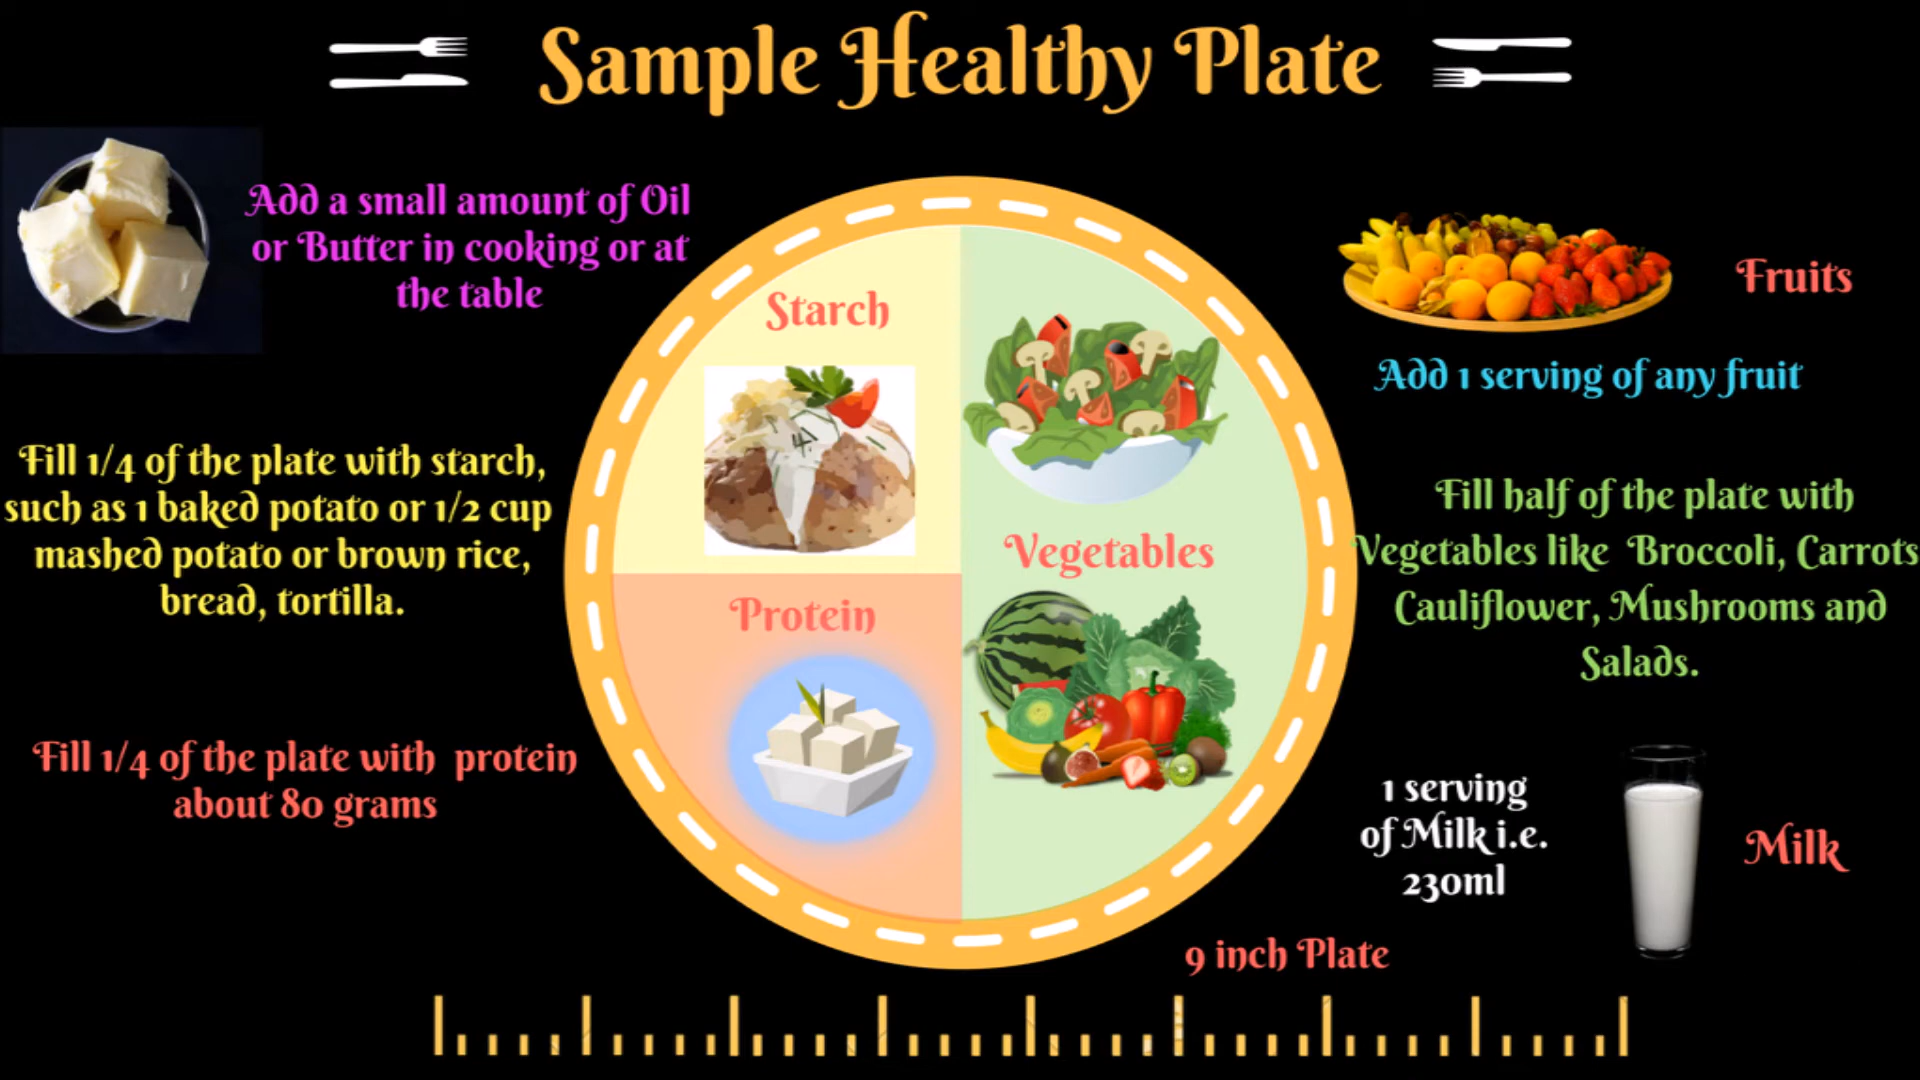 Sample Healthy Plate
Add a small amount of Oil
or Butter in cooking or at
the table
Fill 1/4 of the plate with starch,
such as 1 baked potato or 1/2 cup
mashed potato or brown rice,
bread, tortilla.
Fill 1/4 of the plate with protein
about 80 grams
Starch
Protein
Vegetables
Fruits
Add 1 serving of any fruit
Fill half of the plate with
Vegetables like Broccoli, Carrots
Cauliflower, Mushrooms and
Salads.
1 serving
of Milk i.e.
230ml
Milk
9 inch Plate